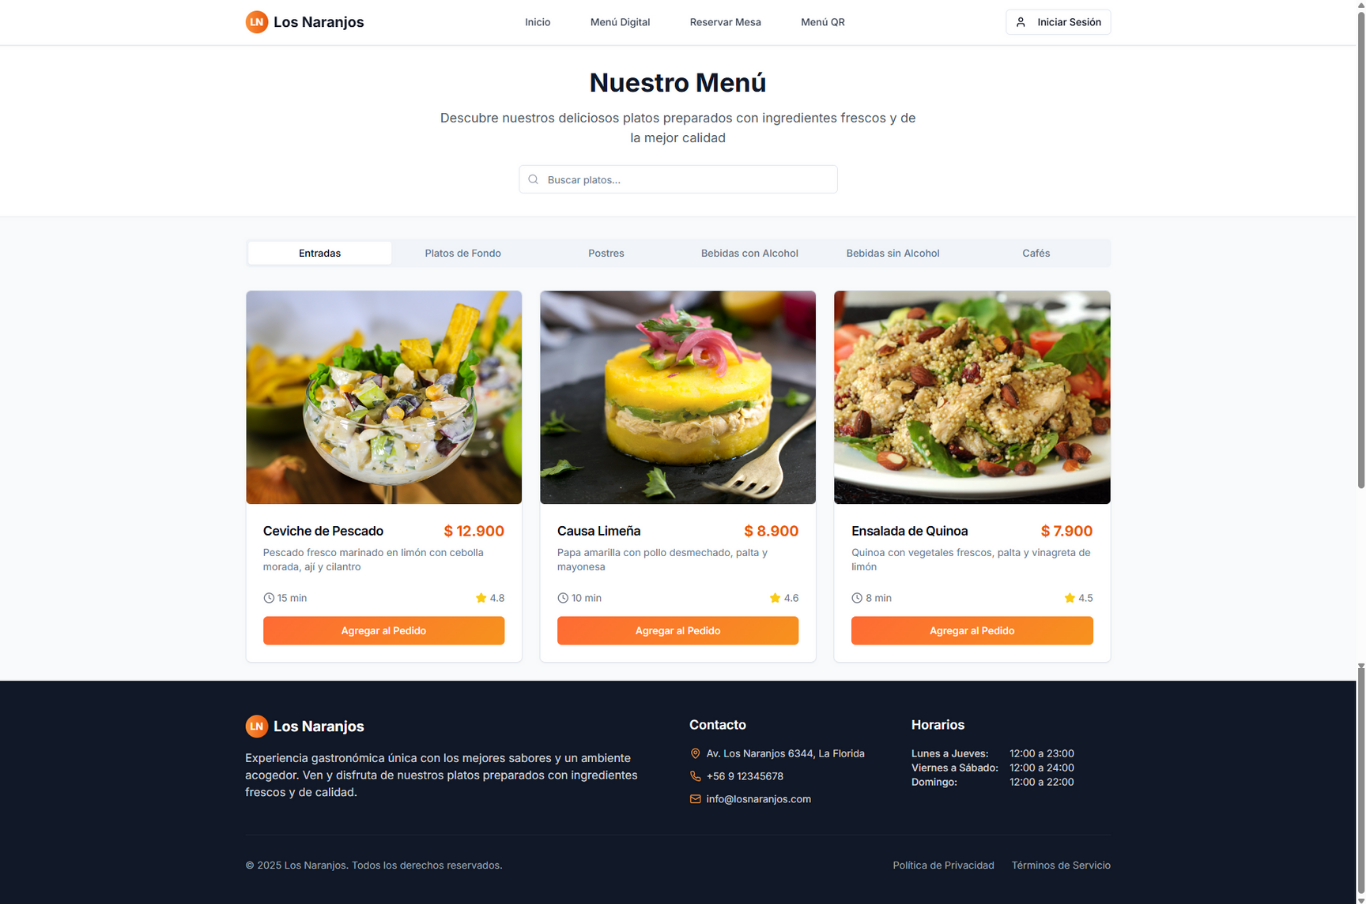 LN Los Naranjos
Inicio
Menú Digital
Reservar Mesa
Menú QR
Iniciar Sesión
Nuestro Menú
Descubre nuestros deliciosos platos preparados con ingredientes frescos y de
la mejor calidad
Buscar platos...
Entradas
Platos de Fondo
Postres
Bebidas con Alcohol
Bebidas sin Alcohol
Cafés
Ceviche de Pescado
$ 12.900
Pescado fresco marinado en limón con cebolla
morada, ají y cilantro
15 min
4.8
Agregar al Pedido
Causa Limeña
$ 8.900
Papa amarilla con pollo desmechado, palta y
mayonesa
10 min
4.6
Agregar al Pedido
Ensalada de Quinoa
$ 7.900
Quinoa con vegetales frescos, palta y vinagreta de
limón
8 min
4.5
Agregar al Pedido
LN Los Naranjos
Experiencia gastronómica única con los mejores sabores y un ambiente
acogedor. Ven y disfruta de nuestros platos preparados con ingredientes
frescos y de calidad.
Contacto
Av. Los Naranjos 6344, La Florida
+56 9 12345678
info@losnaranjos.com
Horarios
Lunes a Jueves: 12:00 a 23:00
Viernes a Sábado: 12:00 a 24:00
Domingo: 12:00 a 22:00
© 2025 Los Naranjos. Todos los derechos reservados.
Política de Privacidad
Términos de Servicio